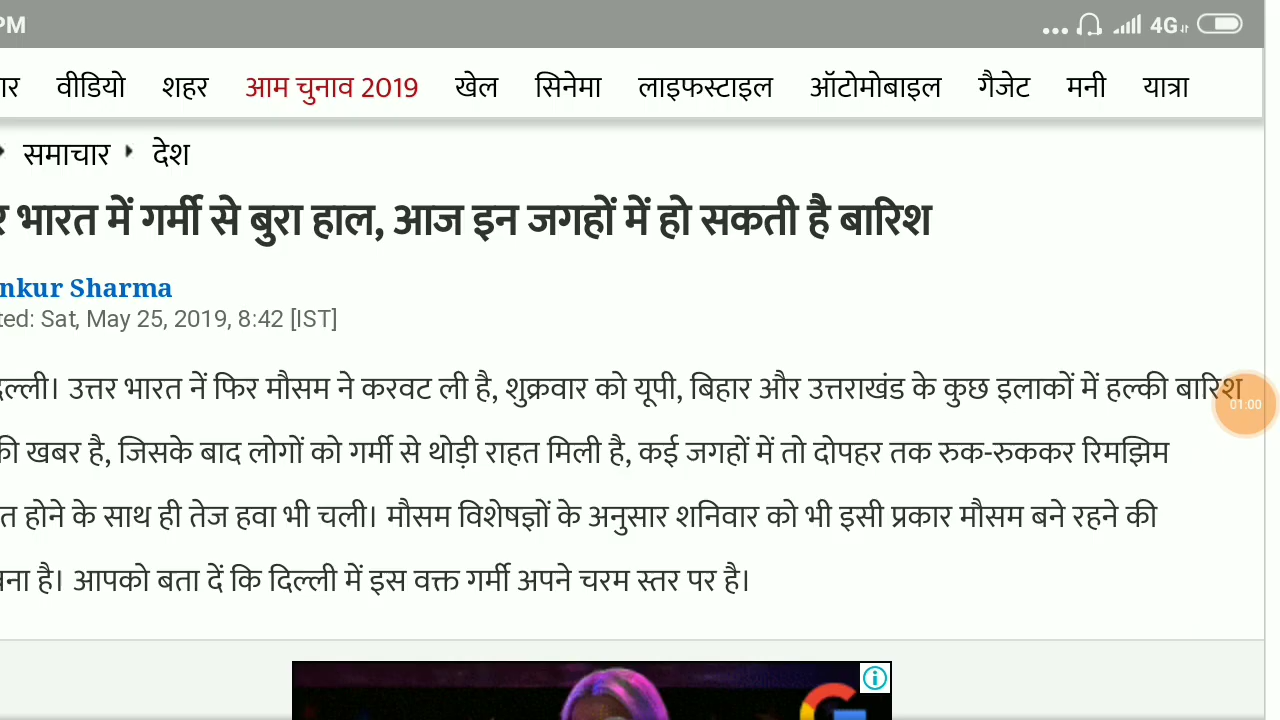 PM
4G
वीडियो शहर आम चुनाव 2019 खेल सिनेमा लाइफस्टाइल ऑटोमोबाइल गैजेट मनी यात्रा
समाचार देश
भारत में गर्मी से बुरा हाल, आज इन जगहों में हो सकती है बारिश
nkur Sharma
ted: Sat, May 25, 2019, 8:42 [IST]
उत्तर भारत नें फिर मौसम ने करवट ली है, शुक्रवार को यूपी, बिहार और उत्तराखंड के कुछ इलाकों में हल्की बारिश
01:00
की खबर है, जिसके बाद लोगों को गर्मी से थोड़ी राहत मिली है, कई जगहों में तो दोपहर तक रुक-रुककर रिमझिम
त होने के साथ ही तेज हवा भी चली। मौसम विशेषज्ञों के अनुसार शनिवार को भी इसी प्रकार मौसम बने रहने की
ना है। आपको बता दें कि दिल्ली में इस वक्त गर्मी अपने चरम स्तर पर है।